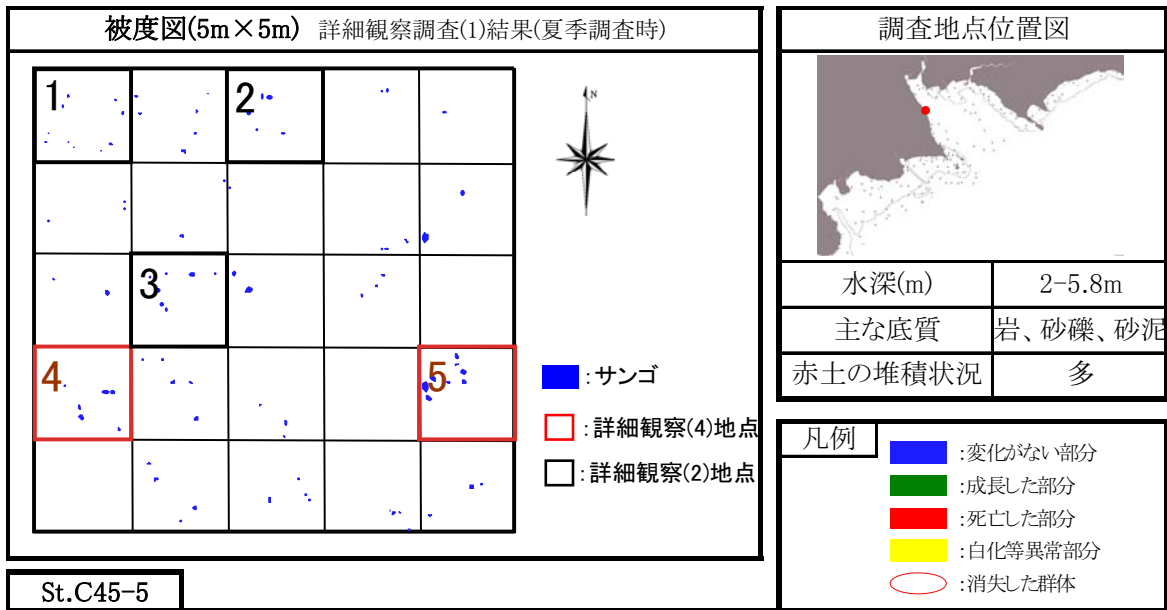 被度図(5m×5m) 詳細観察調査(1)結果(夏季調査時)
1
2
3
4
5
N
:サンゴ
:詳細観察(4)地点
:詳細観察(2)地点
St.C45-5
調査地点位置図
水深(m) 2-5.8m
主な底質 岩、砂礫、砂泥
赤土の堆積状況 多
凡例
:変化がない部分
:成長した部分
:死亡した部分
:白化等異常部分
:消失した群体